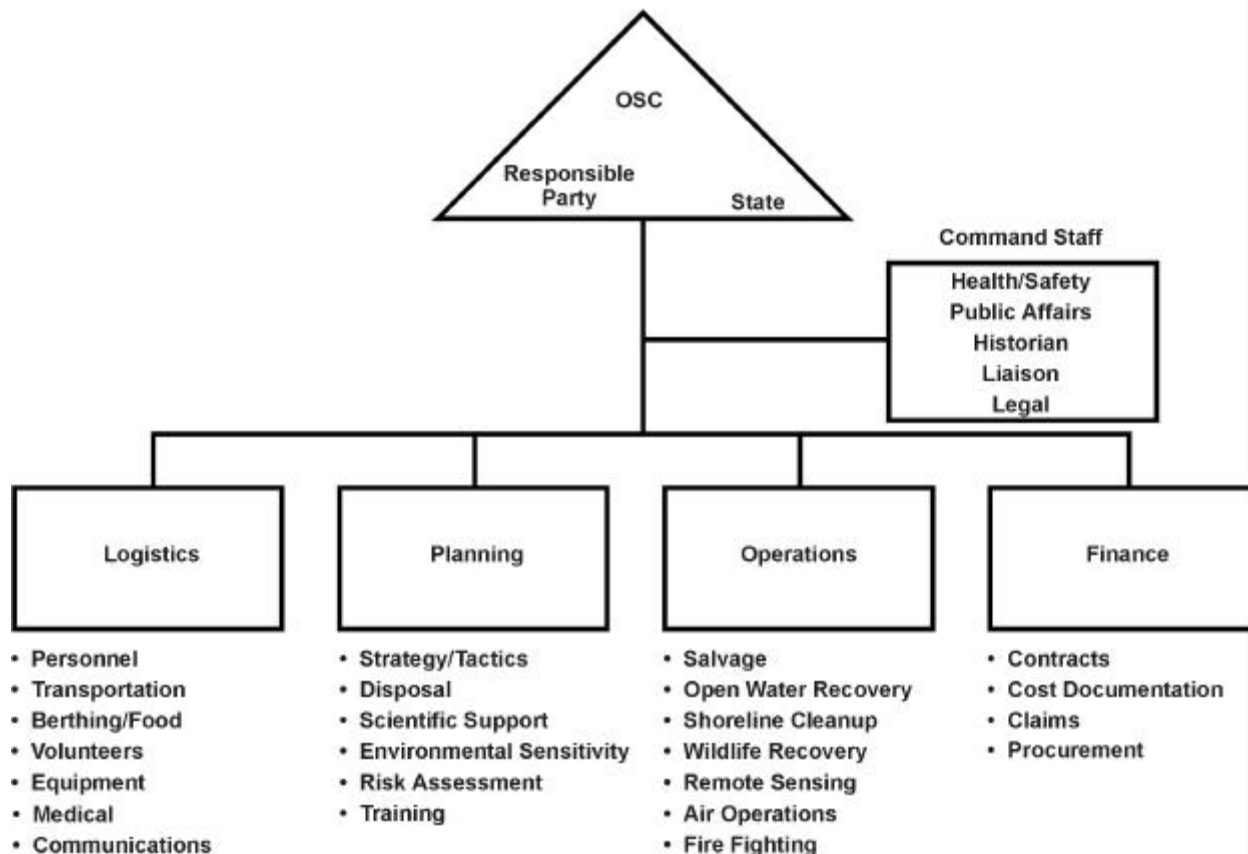 OSC
Responsible
Party
State
Command Staff
Health/Safety
Public Affairs
Historian
Liaison
Legal
Logistics
• Personnel
• Transportation
• Berthing/Food
• Volunteers
• Equipment
• Medical
• Communications
Planning
• Strategy/Tactics
• Disposal
• Scientific Support
• Environmental Sensitivity
• Risk Assessment
• Training
Operations
• Salvage
• Open Water Recovery
• Shoreline Cleanup
• Wildlife Recovery
• Remote Sensing
• Air Operations
• Fire Fighting
Finance
• Contracts
• Cost Documentation
• Claims
• Procurement